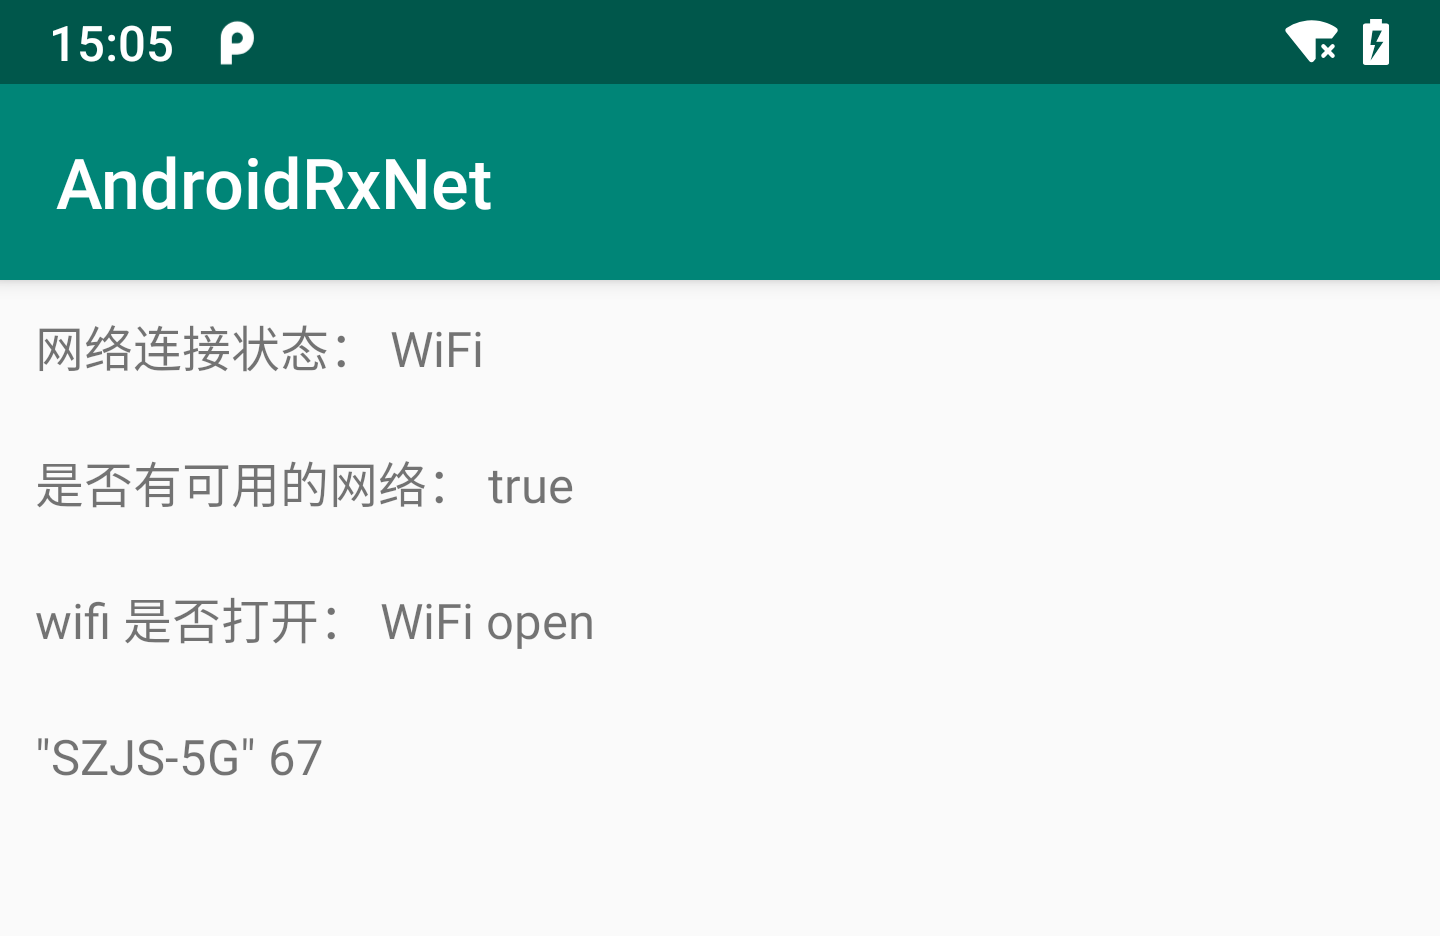 15:05
AndroidRxNet
网络连接状态： WiFi
是否有可用的网络： true
wifi 是否打开： WiFi open
"SZJS-5G" 67